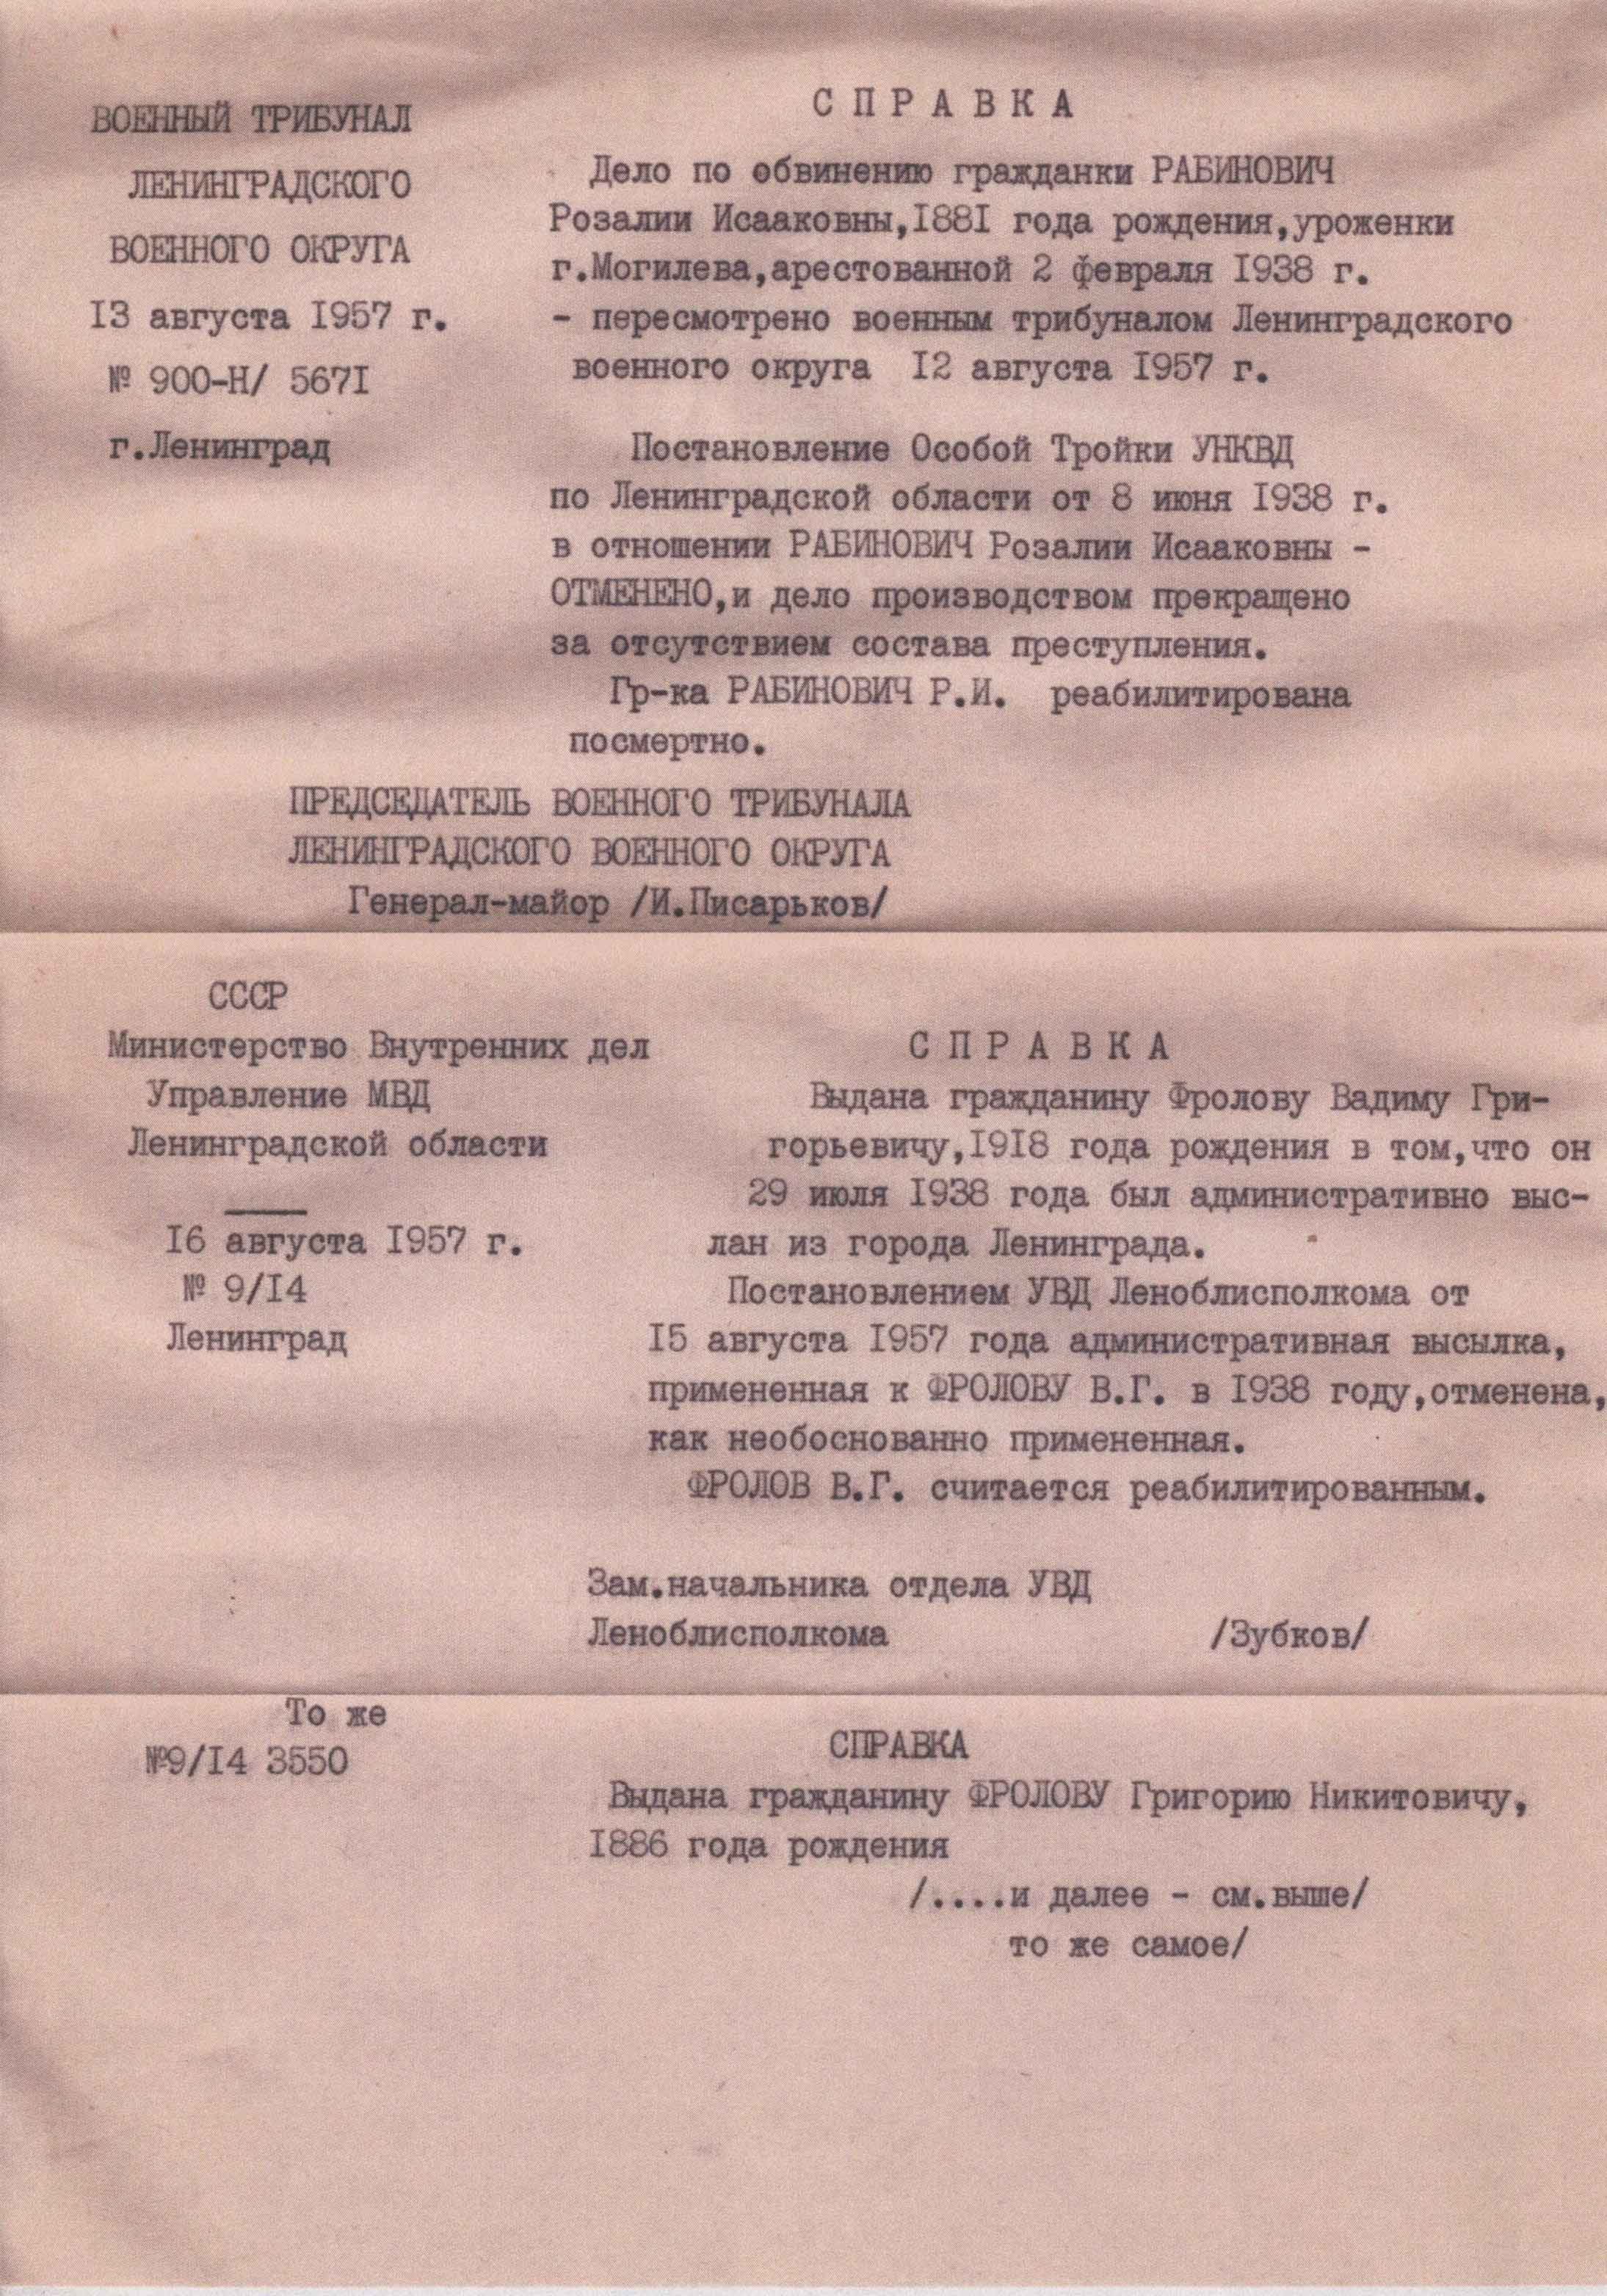 ВОЕННЫЙ ТРИБУНАЛ
ЛЕНИНГРАДСКОГО
ВОЕННОГО ОКРУГА
13 августа 1957 г.
№ 900-Н/ 5671
г.Ленинград
С П Р А В К А
Дело по обвинению гражданки РАБИНОВИЧ
Розалии Исааковны,1881 года рождения,уроженки
г.Могилева,арестованной 2 февраля 1938 г.
- пересмотрено военным трибуналом Ленинградского
военного округа 12 августа 1957 г.
Постановление Особой Тройки УНКВД
по Ленинградской области от 8 июня 1938 г.
в отношении РАБИНОВИЧ Розалии Исааковны -
ОТМЕНЕНО,и дело производством прекращено
за отсутствием состава преступления.
Гр-ка РАБИНОВИЧ Р.И. реабилитирована
посмертно.
ПРЕДСЕДАТЕЛЬ ВОЕННОГО ТРИБУНАЛА
ЛЕНИНГРАДСКОГО ВОЕННОГО ОКРУГА
Генерал-майор /И.Писарьков/
СССР
Министерство Внутренних дел
Управление МВД
Ленинградской области
16 августа 1957 г.
№ 9/14
Ленинград
С П Р А В К А
Выдана гражданину Фролову Вадиму Гри-
горьевичу,1918 года рождения в том,что он
29 июля 1938 года был административно выс-
лан из города Ленинграда.
Постановлением УВД Леноблисполкома от
15 августа 1957 года административная высылка,
примененная к ФРОЛОВУ В.Г. в 1938 году,отменена,
как необоснованно примененная.
ФРОЛОВ В.Г. считается реабилитированным.
Зам.начальника отдела УВД
Леноблисполкома /Зубков/
То же
№9/14 3550
СПРАВКА
Выдана гражданину ФРОЛОВУ Григорию Никитовичу,
1886 года рождения
/....и далее - см.выше/
то же самое/